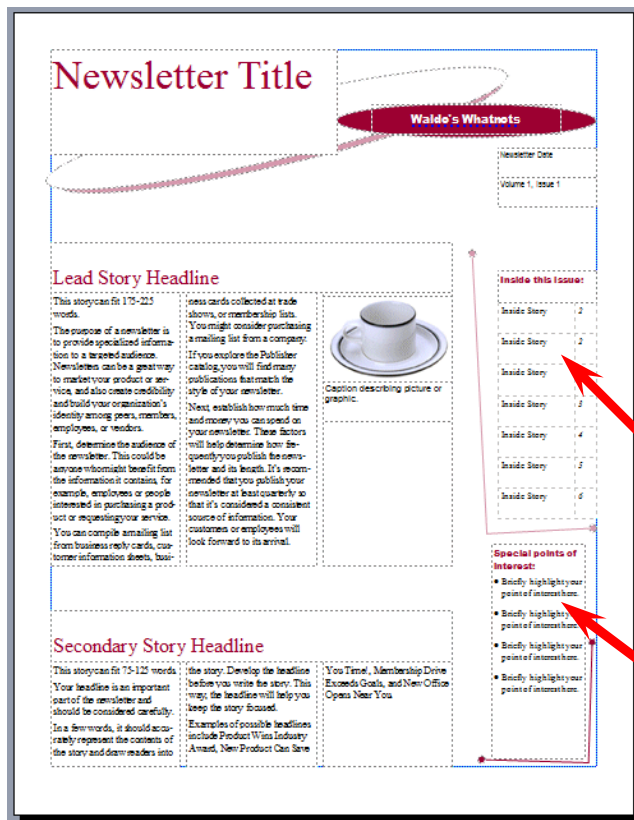 Newsletter Title
Waldo's Whatnots
Newsletter Date
Volume 1, Issue 1
Lead Story Headline
This story can fit 175-225
words.
The purpose of a newsletter is
to provide specialized informa-
tion to a targeted audience.
Newsletters can be a great way
to market your product or ser-
vice, and also create credibility
and build your organization's
identity among peers, members,
employees, or vendors.
First, determine the audience of
the newsletter. This could be
anyone who might benefit from
the information it contains, for
example, employees or people
interested in purchasing a prod-
uct or requesting your service.
You can compile a mailing list
from business reply cards, cus-
tomer information sheets, busi-
ness cards collected at trade
shows, or membership lists.
You might consider purchasing
a mailing list from a company.
If you explore the Publisher
catalog, you will find many
publications that match the
style of your newsletter.
Next, establish how much time
and money you can spend on
your newsletter. These factors
will help determine how fre-
quently you publish the news-
letter and its length. It's recom-
mended that you publish your
newsletter at least quarterly so
that it's considered a consistent
source of information. Your
customers or employees will
look forward to its arrival.
Caption describing picture or
graphic.
Inside this issue:
Inside Story 2
Inside Story 2
Inside Story
Inside Story 3
Inside Story 4
Inside Story 5
Inside Story 6
Special points of
interest:
• Briefly highlight your
point of interest here.
• Briefly highlight your
point of interest here.
• Briefly highlight your
point of interest here.
• Briefly highlight your
point of interest here.
Secondary Story Headline
This story can fit 75-125 words.
Your headline is an important
part of the newsletter and
should be considered carefully.
In a few words, it should accu-
rately represent the contents of
the story and draw readers into
the story. Develop the headline
before you write the story. This
way, the headline will help you
keep the story focused.
Examples of possible headlines
include Product Wins Industry
Award, New Product Can Save
You Time!, Membership Drive
Exceeds Goals, and New Office
Opens Near You.